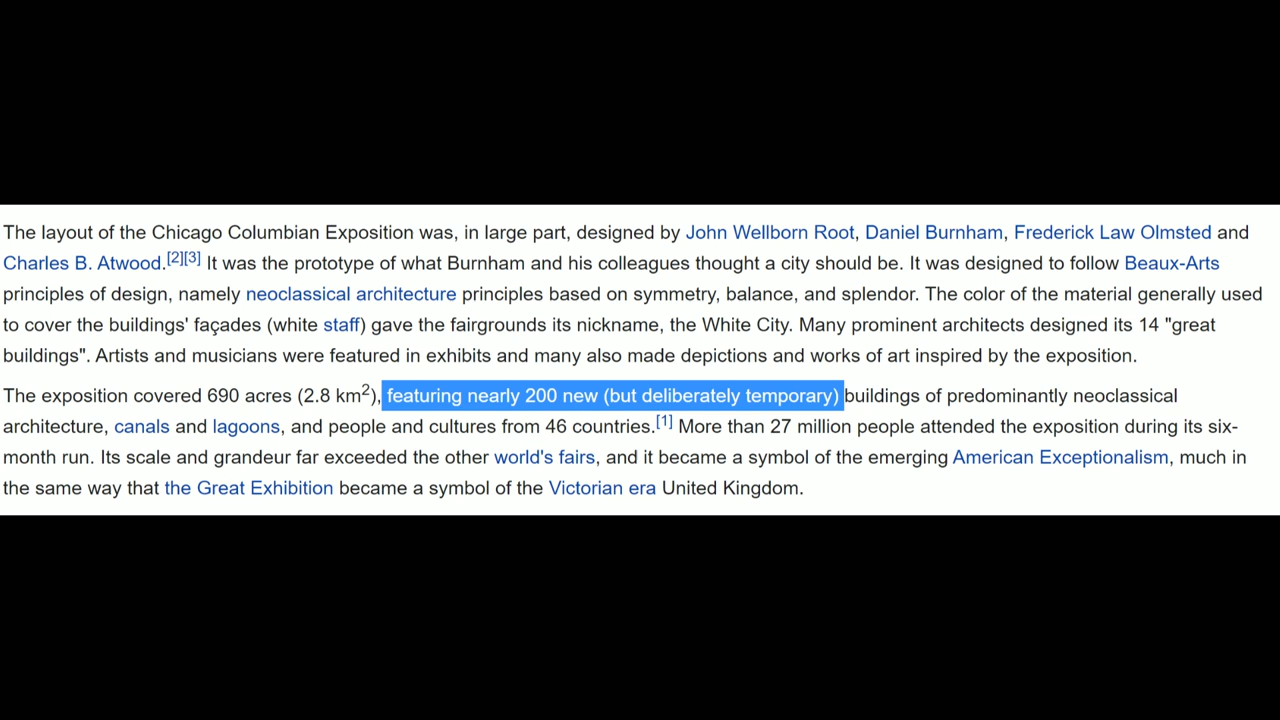 The layout of the Chicago Columbian Exposition was, in large part, designed by John Wellborn Root, Daniel Burnham, Frederick Law Olmsted and
Charles B. Atwood.[2][3] It was the prototype of what Burnham and his colleagues thought a city should be. It was designed to follow Beaux-Arts
principles of design, namely neoclassical architecture principles based on symmetry, balance, and splendor. The color of the material generally used
to cover the buildings' façades (white staff) gave the fairgrounds its nickname, the White City. Many prominent architects designed its 14 "great
buildings". Artists and musicians were featured in exhibits and many also made depictions and works of art inspired by the exposition.
The exposition covered 690 acres (2.8 km2), featuring nearly 200 new (but deliberately temporary) buildings of predominantly neoclassical
architecture, canals and lagoons, and people and cultures from 46 countries.[1] More than 27 million people attended the exposition during its six-
month run. Its scale and grandeur far exceeded the other world's fairs, and it became a symbol of the emerging American Exceptionalism, much in
the same way that the Great Exhibition became a symbol of the Victorian era United Kingdom.